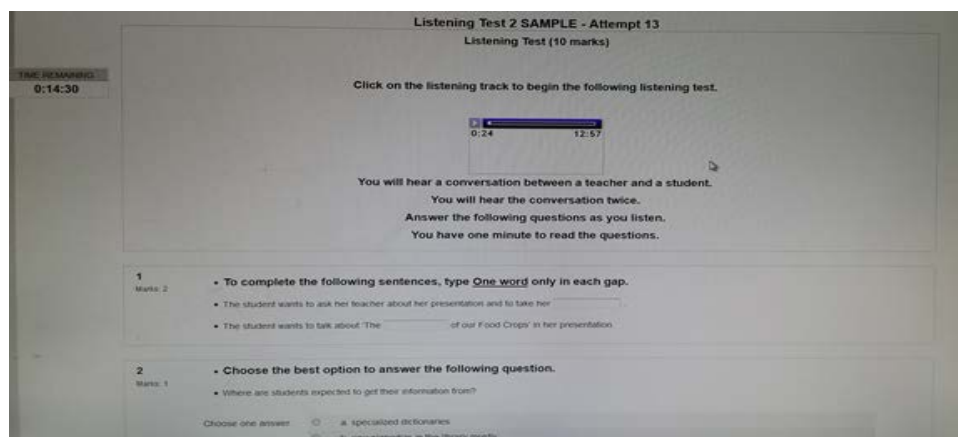 Listening Test 2 SAMPLE - Attempt 13
Listening Test (10 marks)
TIME REMAINING
0:14:30
Click on the listening track to begin the following listening test.
0:24 12:57
You will hear a conversation between a teacher and a student.
You will hear the conversation twice.
Answer the following questions as you listen.
You have one minute to read the questions.
1
Marks: 2
• To complete the following sentences, type One word only in each gap.
• The student wants to ask her teacher about her presentation and to take her .
• The student wants to talk about 'The of our Food Crops' in her presentation
2
Marks: 1
• Choose the best option to answer the following question.
• Where are students expected to get their information from?
Choose one answer. a. specialized dictionaries